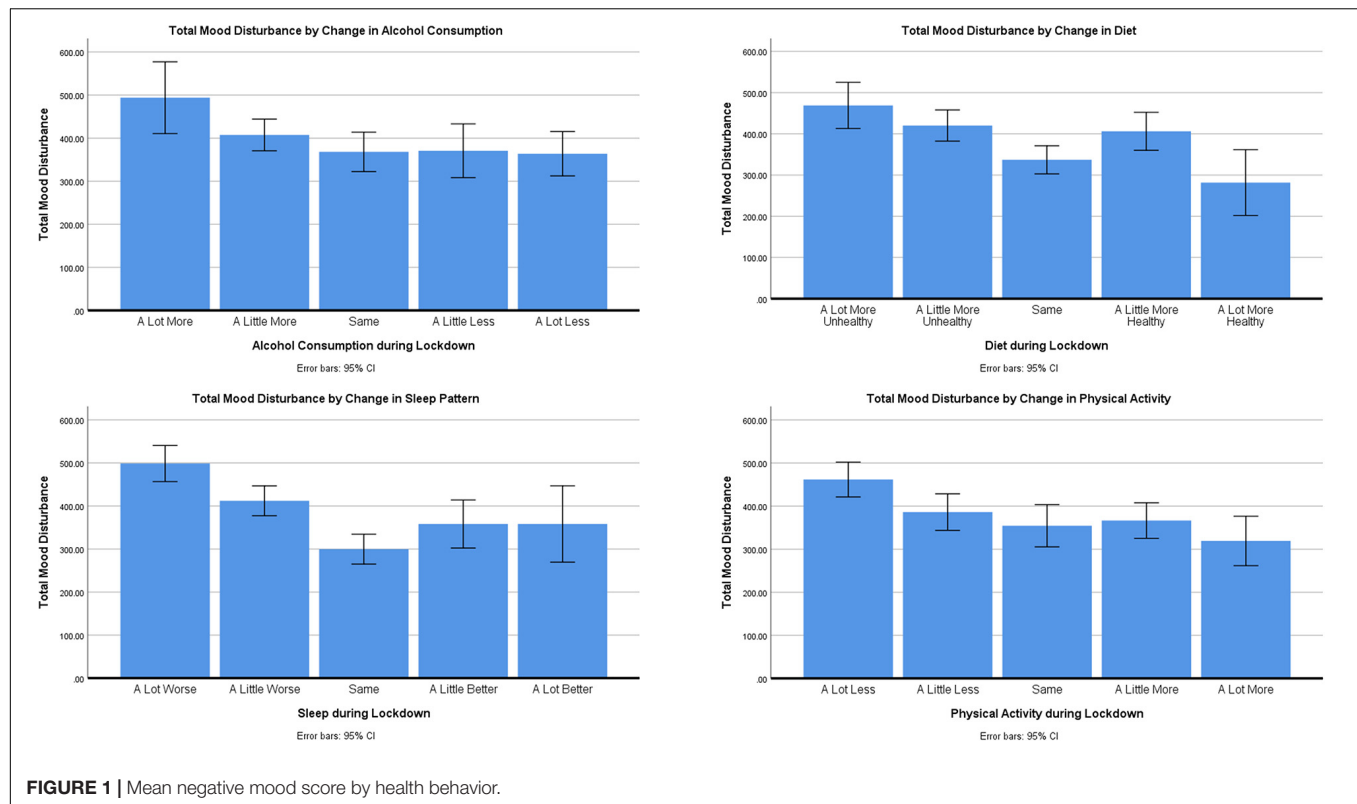 Total Mood Disturbance by Change in Alcohol Consumption
Total Mood Disturbance
600.00
500.00
400.00
300.00
200.00
100.00
.00
A Lot More
A Little More
Same
A Little Less
A Lot Less
Alcohol Consumption during Lockdown
Error bars: 95% CI
Total Mood Disturbance by Change in Diet
Total Mood Disturbance
600.00
500.00
400.00
300.00
200.00
100.00
.00
A Lot More
Unhealthy
A Little More
Unhealthy
Same
A Little More
Healthy
A Lot More
Healthy
Diet during Lockdown
Error bars: 95% CI
Total Mood Disturbance by Change in Sleep Pattern
Total Mood Disturbance
600.00
500.00
400.00
300.00
200.00
100.00
.00
A Lot Worse
A Little Worse
Same
A Little Better
A Lot Better
Sleep during Lockdown
Error bars: 95% CI
Total Mood Disturbance by Change in Physical Activity
Total Mood Disturbance
600.00
500.00
400.00
300.00
200.00
100.00
.00
A Lot Less
A Little Less
Same
A Little More
A Lot More
Physical Activity during Lockdown
Error bars: 95% CI
FIGURE 1 | Mean negative mood score by health behavior.